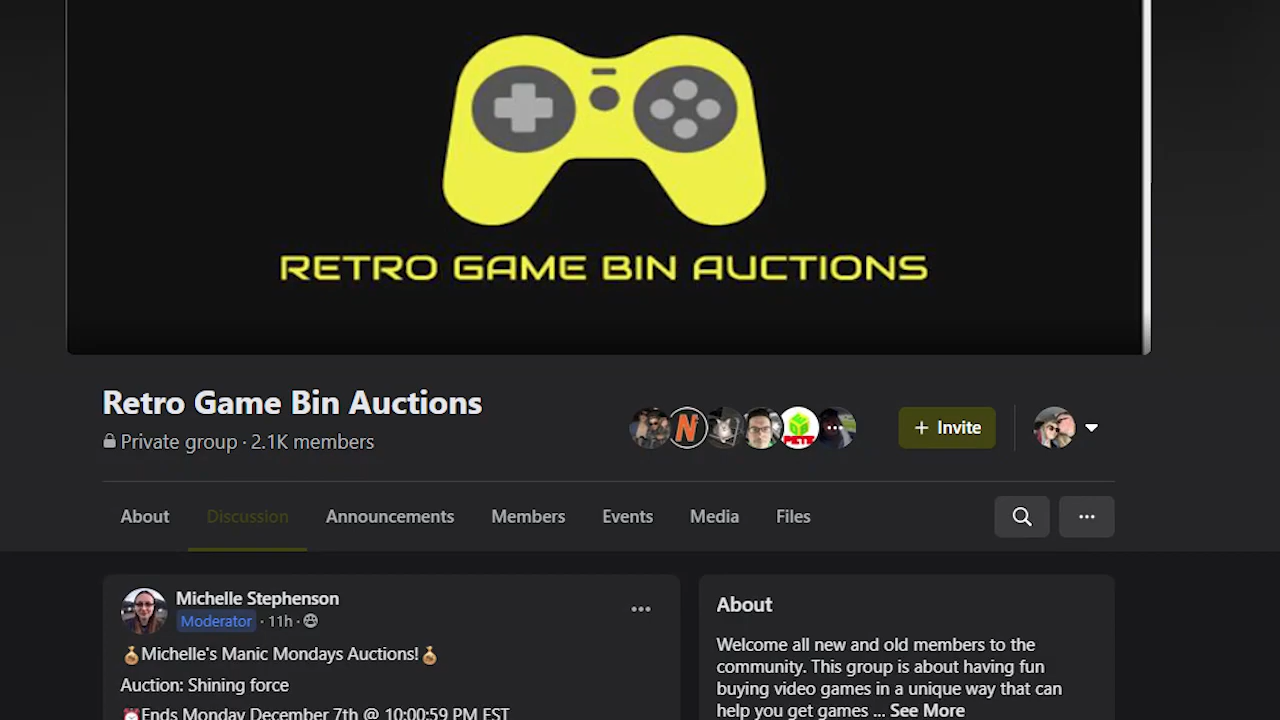 RETRO GAME BIN AUCTIONS
Retro Game Bin Auctions
Private group · 2.1K members
+ Invite
About
Discussion
Announcements
Members
Events
Media
Files
Michelle Stephenson
Moderator · 11h ·
💰Michelle's Manic Mondays Auctions!💰
Auction: Shining force
⏰Ends Monday December 7th @ 10:00:59 PM EST
About
Welcome all new and old members to the
community. This group is about having fun
buying video games in a unique way that can
help you get games ... See More